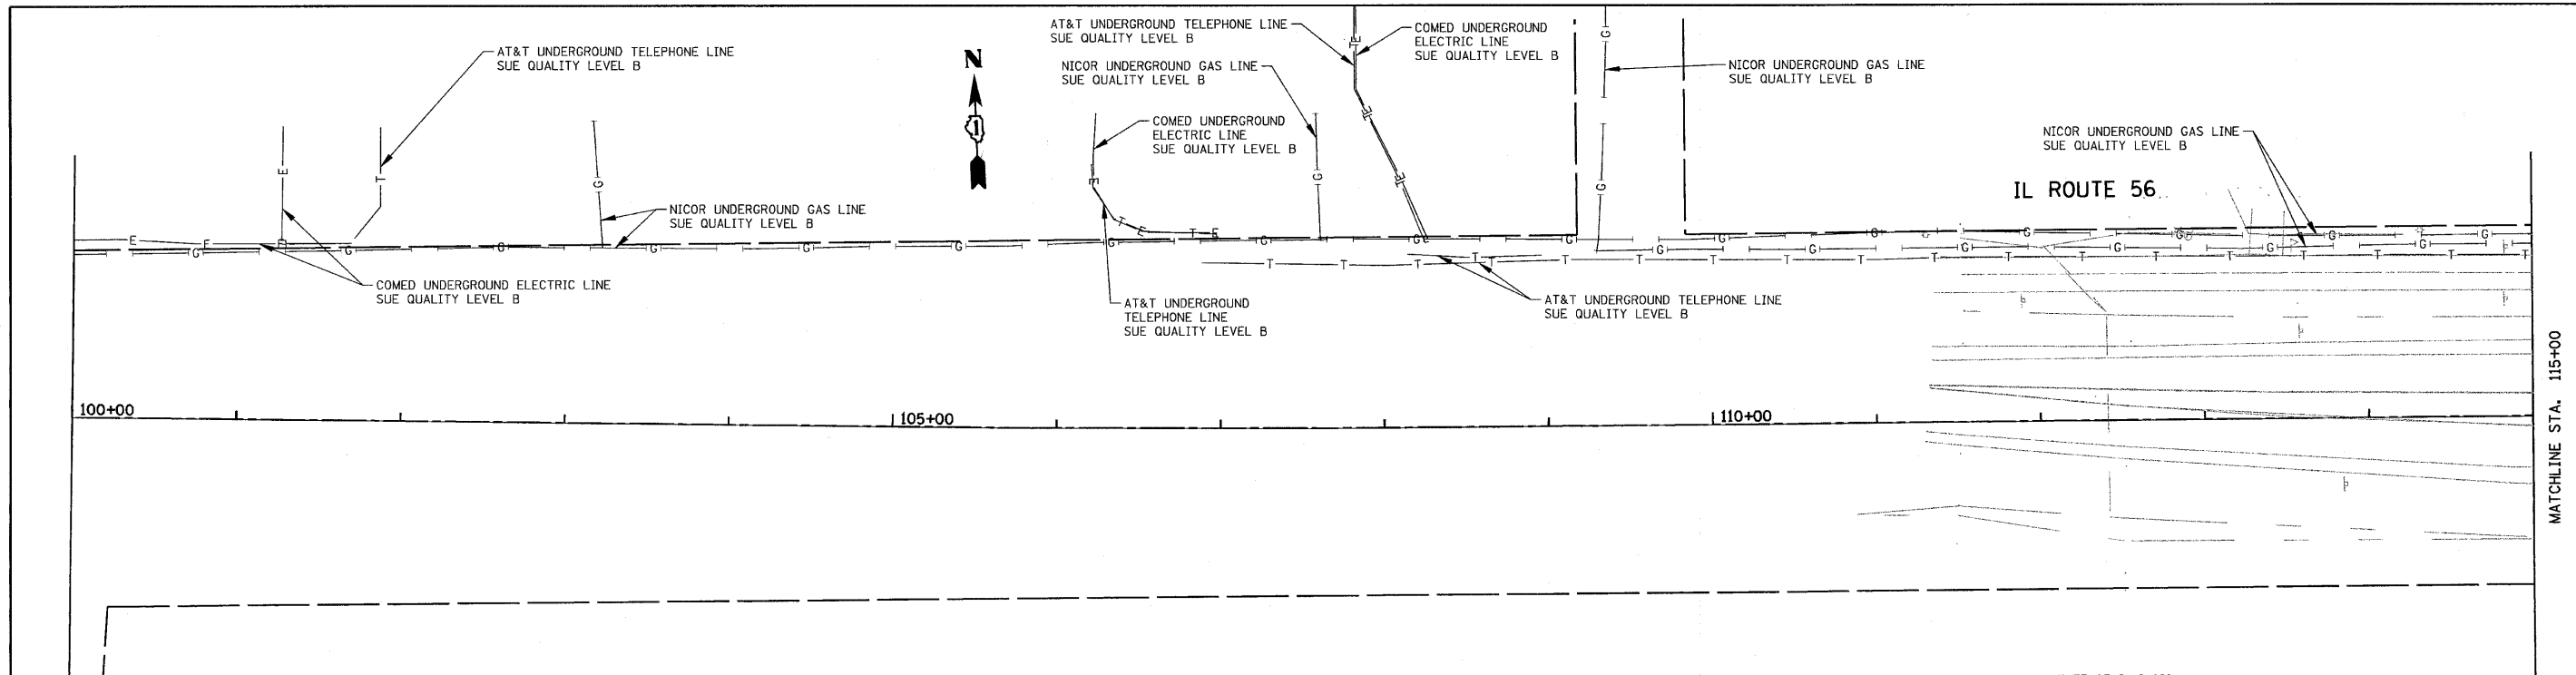 AT&T UNDERGROUND TELEPHONE LINE
SUE QUALITY LEVEL B
N
AT&T UNDERGROUND TELEPHONE LINE
SUE QUALITY LEVEL B
COMED UNDERGROUND
ELECTRIC LINE
SUE QUALITY LEVEL B
NICOR UNDERGROUND GAS LINE
SUE QUALITY LEVEL B
NICOR UNDERGROUND GAS LINE
SUE QUALITY LEVEL B
COMED UNDERGROUND
ELECTRIC LINE
SUE QUALITY LEVEL B
NICOR UNDERGROUND GAS LINE
SUE QUALITY LEVEL B
IL ROUTE 56
NICOR UNDERGROUND GAS LINE
SUE QUALITY LEVEL B
COMED UNDERGROUND ELECTRIC LINE
SUE QUALITY LEVEL B
AT&T UNDERGROUND
TELEPHONE LINE
SUE QUALITY LEVEL B
AT&T UNDERGROUND TELEPHONE LINE
SUE QUALITY LEVEL B
100+00
105+00
110+00
MATCHLINE STA. 115+00